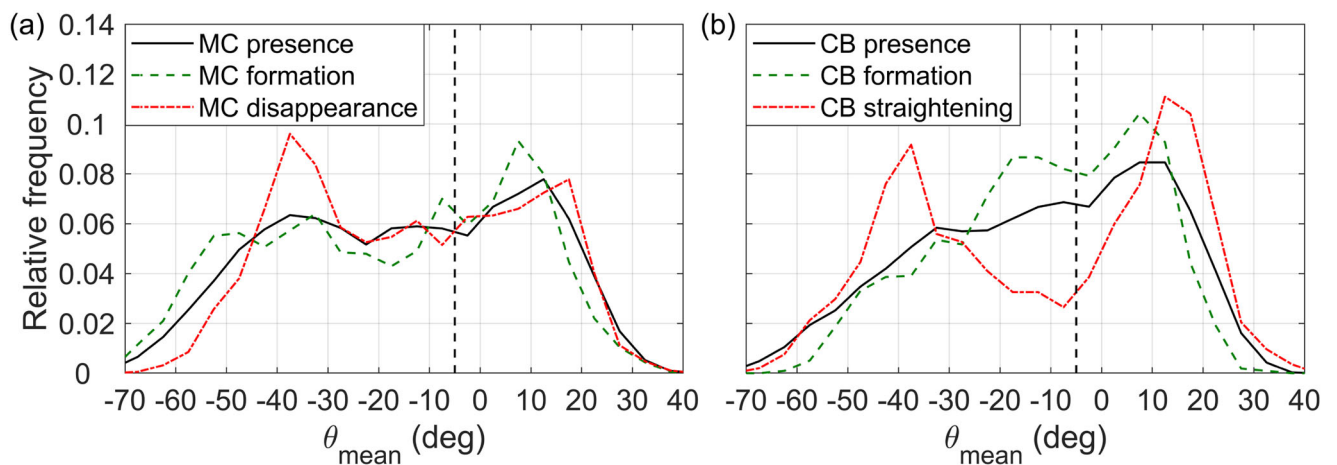 (a)
0.14
0.12
0.1
0.08
0.06
0.04
0.02
0
Relative frequency
MC presence
MC formation
MC disappearance
-70 -60 -50 -40 -30 -20 -10 0 10 20 30 40
θmean (deg)
(b)
CB presence
CB formation
CB straightening
-70 -60 -50 -40 -30 -20 -10 0 10 20 30 40
θmean (deg)